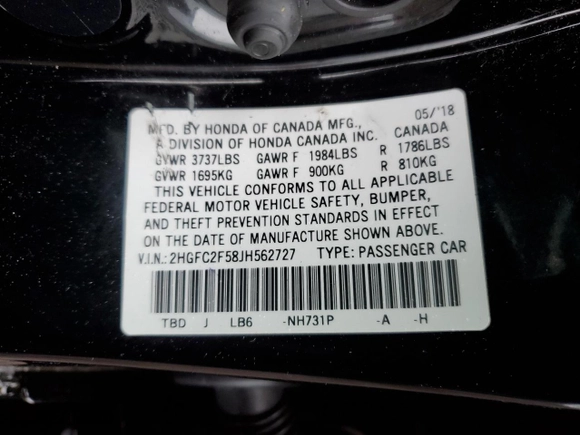 05/'18
MFD. BY HONDA OF CANADA MFG.,
A DIVISION OF HONDA CANADA INC. CANADA
GVWR 3737LBS GAWR F 1984LBS R 1786LBS
GVWR 1695KG GAWR F 900KG R 810KG
THIS VEHICLE CONFORMS TO ALL APPLICABLE
FEDERAL MOTOR VEHICLE SAFETY, BUMPER,
AND THEFT PREVENTION STANDARDS IN EFFECT
ON THE DATE OF MANUFACTURE SHOWN ABOVE.
V.I.N.: 2HGFC2F58JH562727 TYPE: PASSENGER CAR
TBD J LB6 -NH731P -A -H